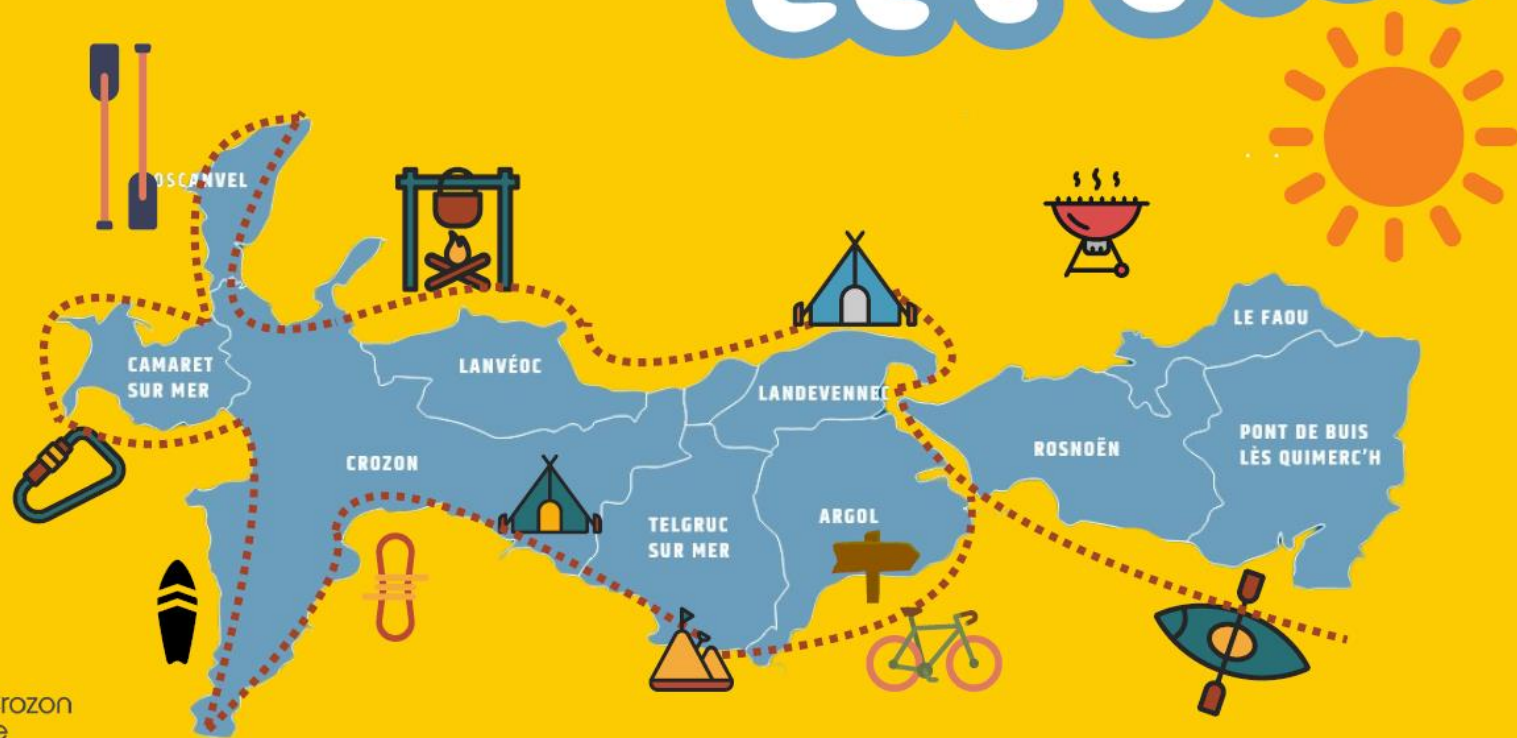 OSCANVEL
LE FAOU
CAMARET
SUR MER
LANVÉOC
LANDEVENNEC
CROZON
ROSNOËN
PONT DE BUIS
LÈS QUIMERC'H
TELGRUC
SUR MER
ARGOL
rozon
e